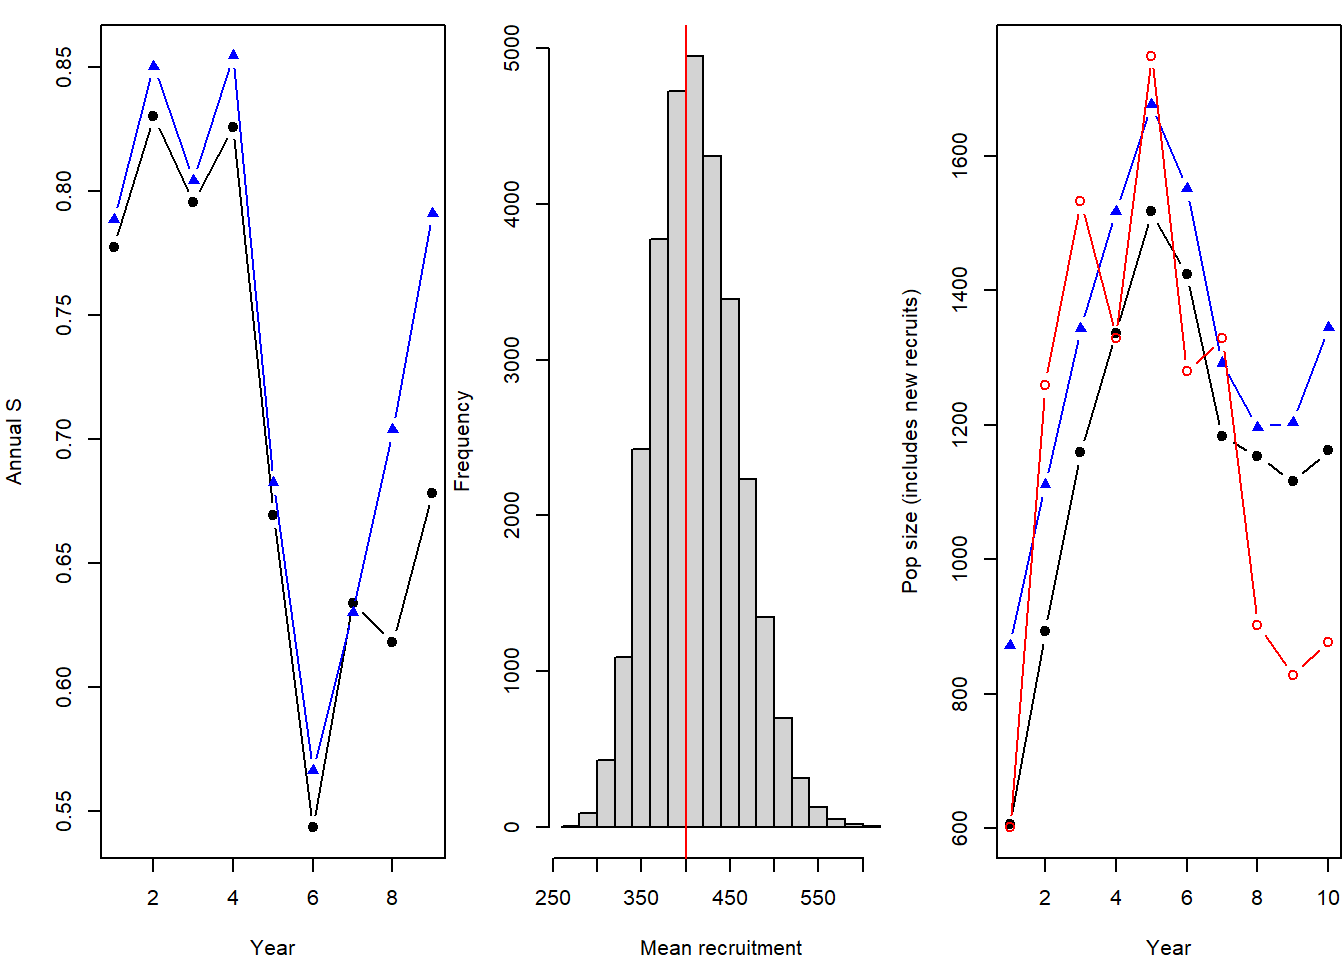 Annual S
0.85
0.80
0.75
0.70
0.65
0.60
0.55
2 4 6 8
Year
Frequency
5000
4000
3000
2000
1000
0
250 350 450 550
Mean recruitment
Pop size (includes new recruits)
1600
1400
1200
1000
800
600
2 4 6 8 10
Year